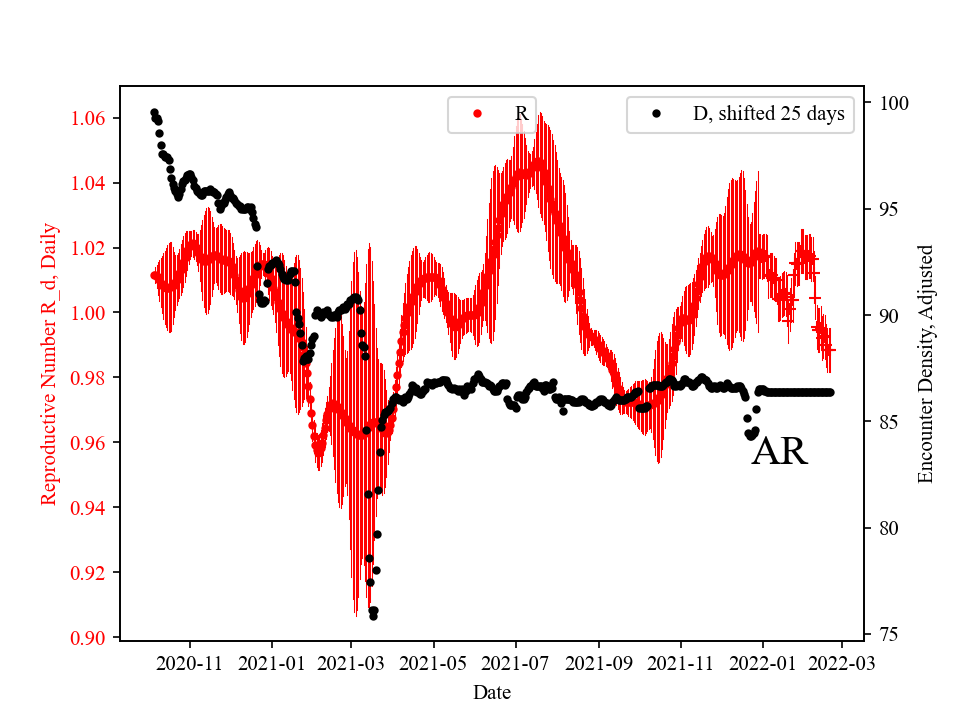 R
D, shifted 25 days
Reproductive Number R_d, Daily
1.06
1.04
1.02
1.00
0.98
0.96
0.94
0.92
0.90
100
95
90
85
80
75
Encounter Density, Adjusted
AR
2020-11 2021-01 2021-03 2021-05 2021-07 2021-09 2021-11 2022-01 2022-03
Date